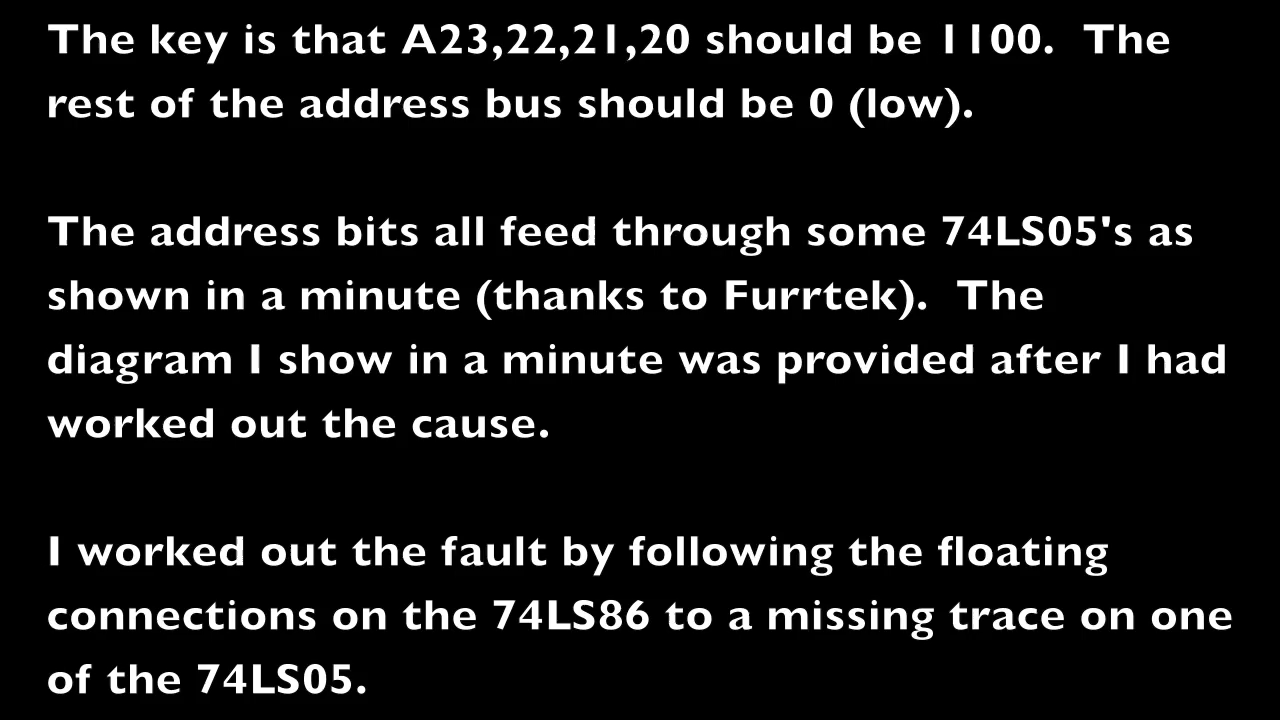 The key is that A23,22,21,20 should be 1100.  The
rest of the address bus should be 0 (low).
The address bits all feed through some 74LS05's as
shown in a minute (thanks to Furrtek).  The
diagram I show in a minute was provided after I had
worked out the cause.
I worked out the fault by following the floating
connections on the 74LS86 to a missing trace on one
of the 74LS05.